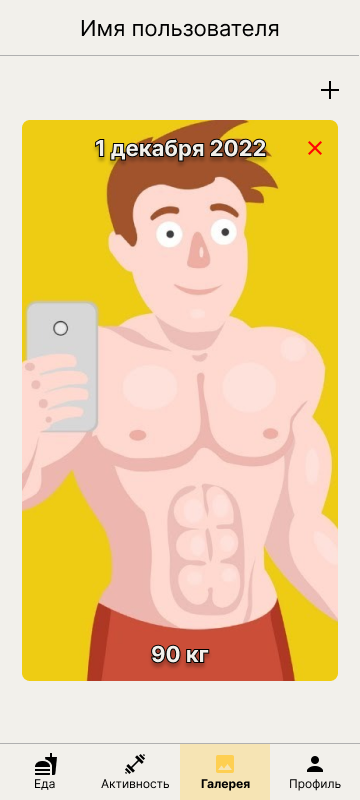 Имя пользователя
1 декабря 2022
90 кг
Еда
Активность
Галерея
Профиль